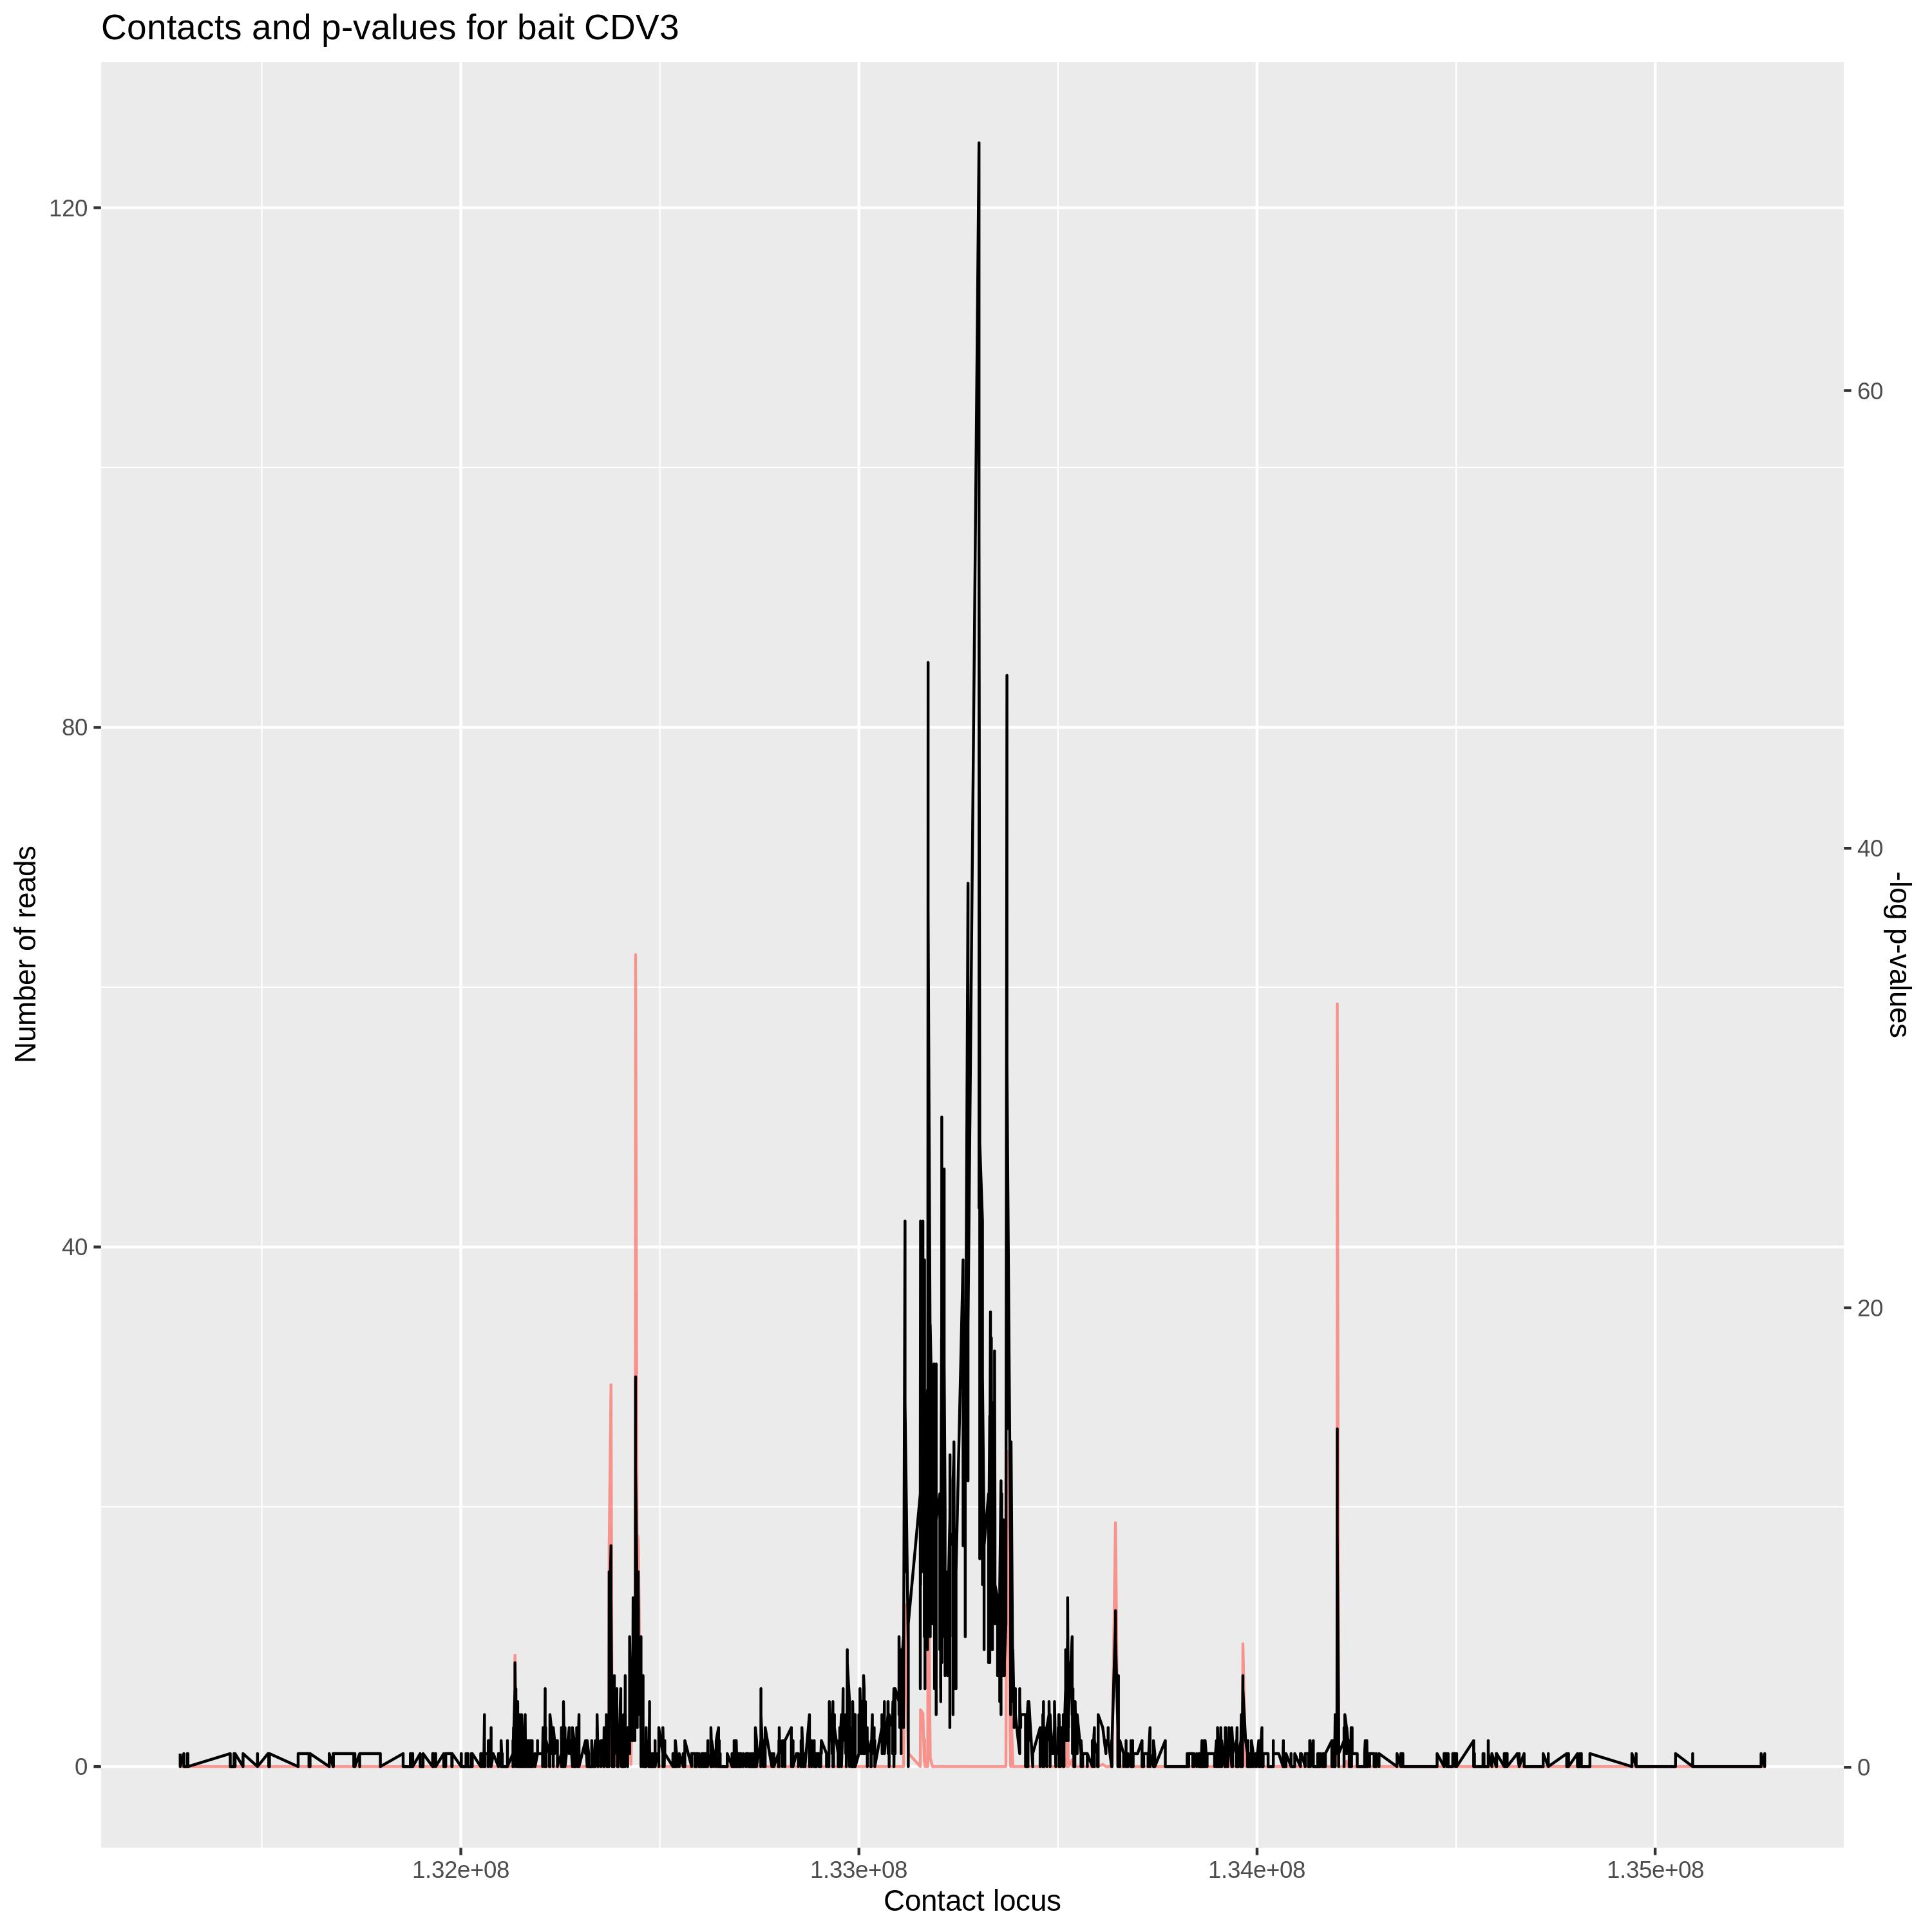 Contacts and p-values for bait CDV3
120
80
40
0
Number of reads
60
40
20
0
-log p-values
1.32e+08 1.33e+08 1.34e+08 1.35e+08
Contact locus